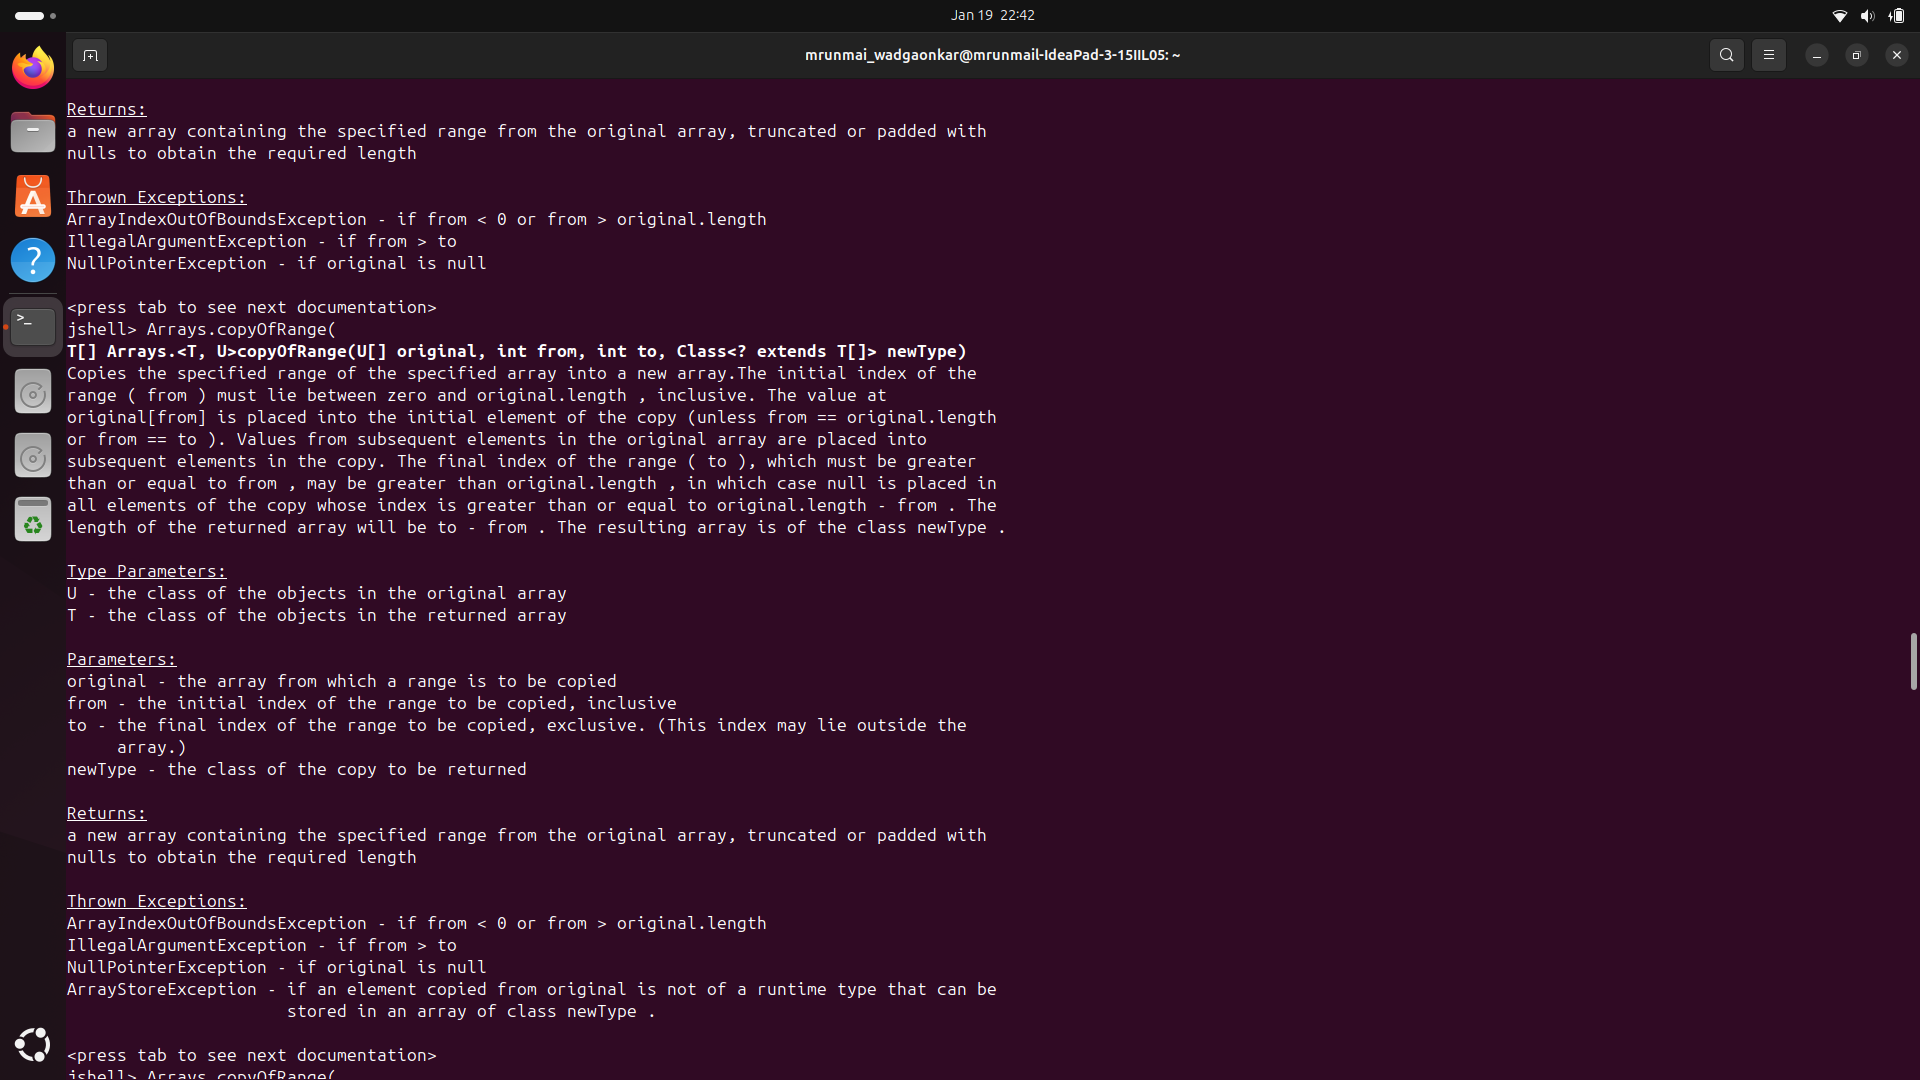 Jan 19 22:42
mrunmai_wadgaonkar@mrunmail-IdeaPad-3-15IIL05: ~
Returns:
a new array containing the specified range from the original array, truncated or padded with
nulls to obtain the required length
Thrown Exceptions:
ArrayIndexOutOfBoundsException - if from < 0 or from > original.length
IllegalArgumentException - if from > to
NullPointerException - if original is null
<press tab to see next documentation>
jshell> Arrays.copyOfRange(
T[] Arrays.<T, U>copyOfRange(U[] original, int from, int to, Class<? extends T[]> newType)
Copies the specified range of the specified array into a new array.The initial index of the
range ( from ) must lie between zero and original.length , inclusive. The value at
original[from] is placed into the initial element of the copy (unless from == original.length
or from == to ). Values from subsequent elements in the original array are placed into
subsequent elements in the copy. The final index of the range ( to ), which must be greater
than or equal to from , may be greater than original.length , in which case null is placed in
all elements of the copy whose index is greater than or equal to original.length - from . The
length of the returned array will be to - from . The resulting array is of the class newType .
Type Parameters:
U - the class of the objects in the original array
T - the class of the objects in the returned array
Parameters:
original - the array from which a range is to be copied
from - the initial index of the range to be copied, inclusive
to - the final index of the range to be copied, exclusive. (This index may lie outside the
array.)
newType - the class of the copy to be returned
Returns:
a new array containing the specified range from the original array, truncated or padded with
nulls to obtain the required length
Thrown Exceptions:
ArrayIndexOutOfBoundsException - if from < 0 or from > original.length
IllegalArgumentException - if from > to
NullPointerException - if original is null
ArrayStoreException - if an element copied from original is not of a runtime type that can be
stored in an array of class newType .
<press tab to see next documentation>
jshell> Arrays.copyOfRange(